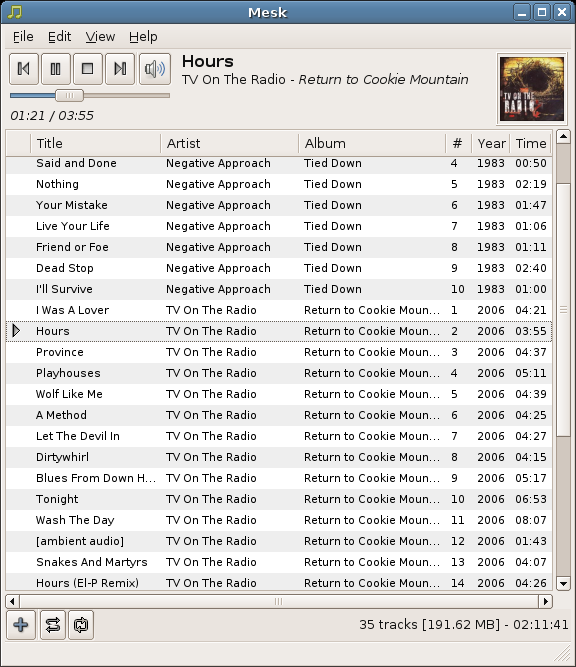 Mesk
File Edit View Help
Hours
TV On The Radio - Return to Cookie Mountain
TV ON THE RADIO
01:21 / 03:55
Title Artist Album # Year Time
Said and Done Negative Approach Tied Down 4 1983 00:50
Nothing Negative Approach Tied Down 5 1983 02:19
Your Mistake Negative Approach Tied Down 6 1983 01:47
Live Your Life Negative Approach Tied Down 7 1983 01:06
Friend or Foe Negative Approach Tied Down 8 1983 01:11
Dead Stop Negative Approach Tied Down 9 1983 02:40
I'll Survive Negative Approach Tied Down 10 1983 01:00
I Was A Lover TV On The Radio Return to Cookie Moun... 1 2006 04:21
Hours TV On The Radio Return to Cookie Moun... 2 2006 03:55
Province TV On The Radio Return to Cookie Moun... 3 2006 04:37
Playhouses TV On The Radio Return to Cookie Moun... 4 2006 05:11
Wolf Like Me TV On The Radio Return to Cookie Moun... 5 2006 04:39
A Method TV On The Radio Return to Cookie Moun... 6 2006 04:25
Let The Devil In TV On The Radio Return to Cookie Moun... 7 2006 04:27
Dirtywhirl TV On The Radio Return to Cookie Moun... 8 2006 04:15
Blues From Down H... TV On The Radio Return to Cookie Moun... 9 2006 05:17
Tonight TV On The Radio Return to Cookie Moun... 10 2006 06:53
Wash The Day TV On The Radio Return to Cookie Moun... 11 2006 08:07
[ambient audio] TV On The Radio Return to Cookie Moun... 12 2006 01:43
Snakes And Martyrs TV On The Radio Return to Cookie Moun... 13 2006 04:07
Hours (El-P Remix) TV On The Radio Return to Cookie Moun... 14 2006 04:26
35 tracks [191.62 MB] - 02:11:41